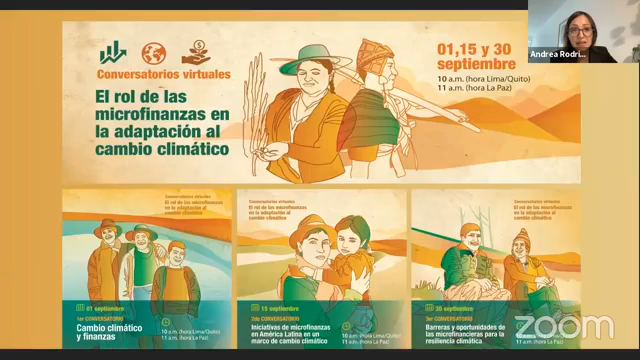 Andrea Rodri...
Conversatorios virtuales
El rol de las
microfinanzas en
la adaptación al
cambio climático
01,15 y 30
septiembre
10 a.m. (hora Lima/Quito)
11 a.m. (hora La Paz)
Conversatorios virtuales
El rol de las microfinanzas
en la adaptación al
cambio climático
01 septiembre
1er CONVERSATORIO
Cambio climático
y finanzas
10 a.m. (hora Lima/Quito)
11 a.m. (hora La Paz)
Conversatorios virtuales
El rol de las microfinanzas
en la adaptación al
cambio climático
15 septiembre
2do CONVERSATORIO
Iniciativas de microfinanzas
en América Latina en un
marco de cambio climático
10 a.m. (hora Lima/Quito)
11 a.m. (hora La Paz)
Conversatorios virtuales
El rol de las microfinanzas
en la adaptación al
cambio climático
30 septiembre
3er CONVERSATORIO
Barreras y oportunidades de
las microfinancieras para la
resiliencia climática
10 a.m. (hora Lima/Quito)
11 a.m. (hora La Paz)
zoom